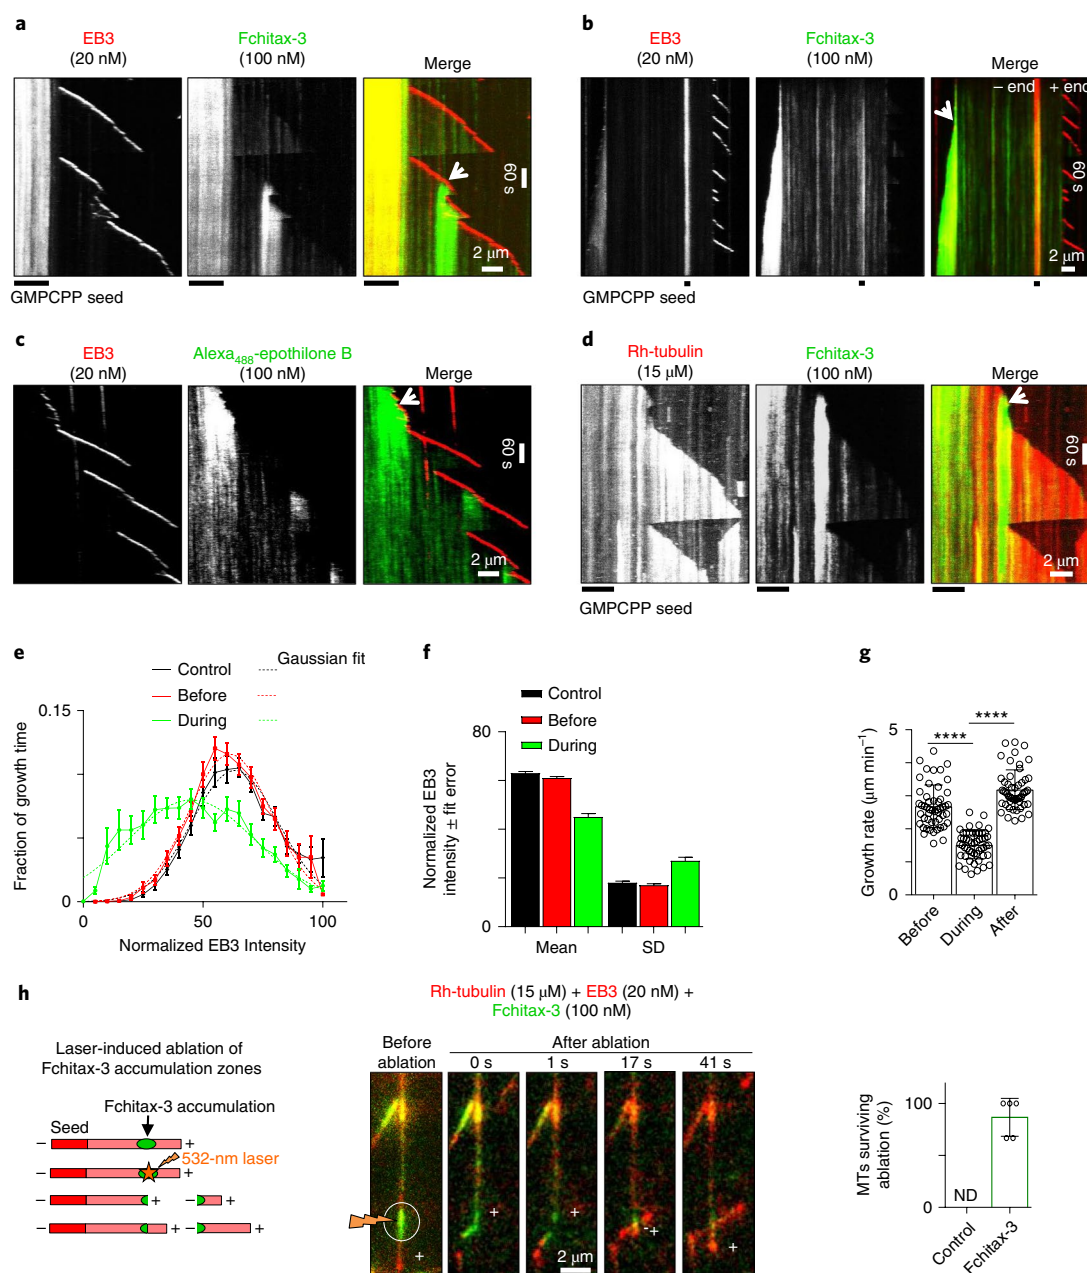 a
EB3
(20 nM)
Fchitax-3
(100 nM)
Merge
60 s
2 μm
GMPCPP seed
b
EB3
(20 nM)
Fchitax-3
(100 nM)
Merge
– end + end
60 s
2 μm
GMPCPP seed
c
EB3
(20 nM)
Alexa488-epothilone B
(100 nM)
Merge
60 s
2 μm
d
Rh-tubulin
(15 μM)
Fchitax-3
(100 nM)
Merge
60 s
2 μm
GMPCPP seed
e
Control
Before
During
Gaussian fit
0.15
0
Fraction of growth time
0 50 100
Normalized EB3 Intensity
f
Control
Before
During
80
0
Normalized EB3
intensity ± fit error
Mean SD
g
**** ****
5
0
Growth rate (μm min⁻¹)
Before
During
After
h
Laser-induced ablation of
Fchitax-3 accumulation zones
Fchitax-3 accumulation
Seed
– +
532-nm laser
– +
– + – +
– + – +
Rh-tubulin (15 μM) + EB3 (20 nM) +
Fchitax-3 (100 nM)
Before
ablation
After ablation
0 s 1 s 17 s 41 s
+ + + -+ +
2 μm
100
0
MTs surviving
ablation (%)
ND
Control
Fchitax-3